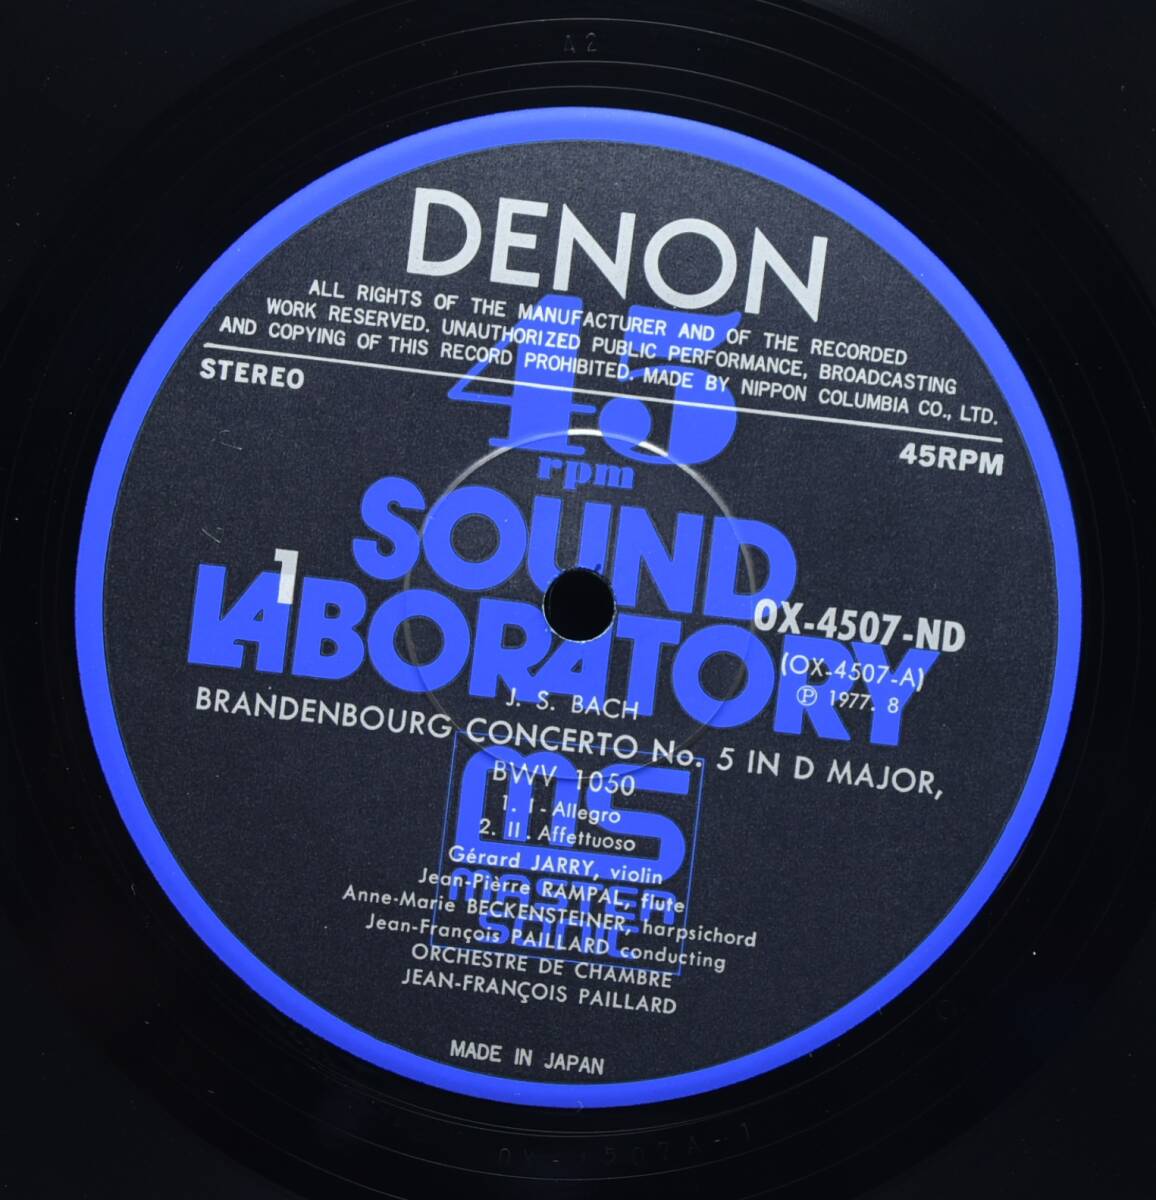 A2
DENON
ALL RIGHTS OF THE MANUFACTURER AND OF THE RECORDED
WORK RESERVED. UNAUTHORIZED PUBLIC PERFORMANCE, BROADCASTING
AND COPYING OF THIS RECORD PROHIBITED. MADE BY NIPPON COLUMBIA CO., LTD.
STEREO
45RPM
45
rpm
SOUND
LABORATORY
1
OX-4507-ND
(OX-4507-A)
Ⓟ 1977. 8
J. S. BACH
BRANDENBOURG CONCERTO No. 5 IN D MAJOR,
BWV 1050
1. I - Allegro
2. II. Affettuoso
Gérard JARRY, violin
Jean-Pièrre RAMPAL, flute
Anne-Marie BECKENSTEINER, harpsichord
Jean-François PAILLARD conducting
ORCHESTRE DE CHAMBRE
JEAN-FRANÇOIS PAILLARD
MS
MASTER
SONIC
MADE IN JAPAN